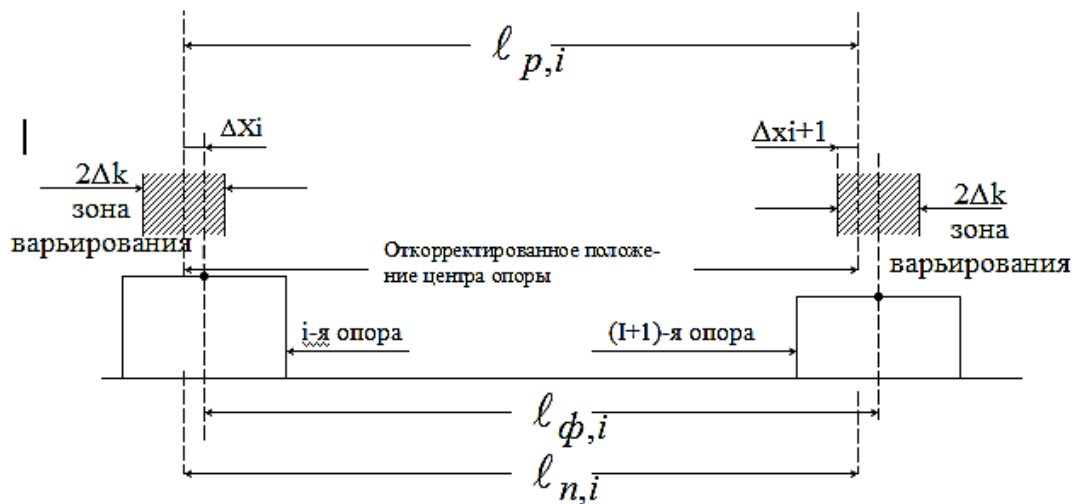 ℓ р,i
ΔXi
Δxi+1
2Δk
зона
варьирования
2Δk
зона
варьирования
Откорректированное положе-
ние центра опоры
i-я опора
(I+1)-я опора
ℓ ф,i
ℓ n,i